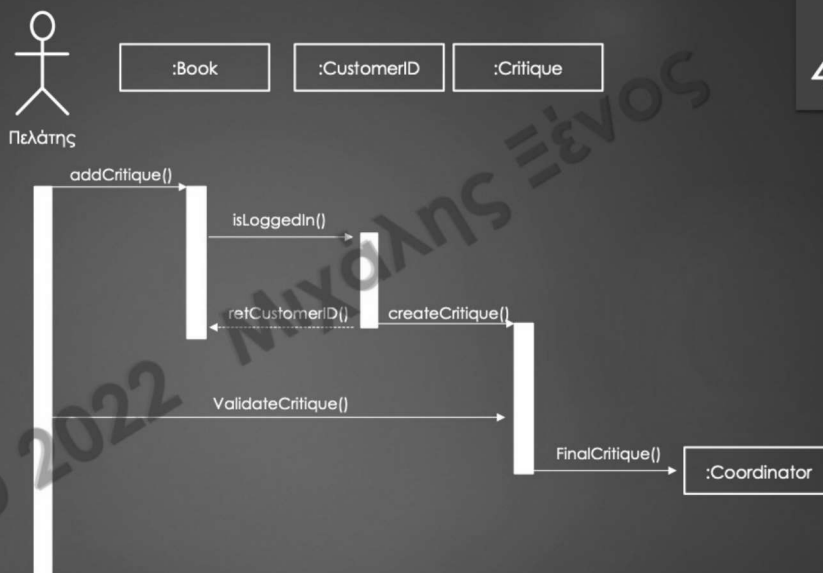 :Book
:CustomerID
:Critique
Πελάτης
addCritique()
isLoggedIn()
retCustomerID()
createCritique()
ValidateCritique()
FinalCritique()
:Coordinator
2022 Μιχάλης Ξένος